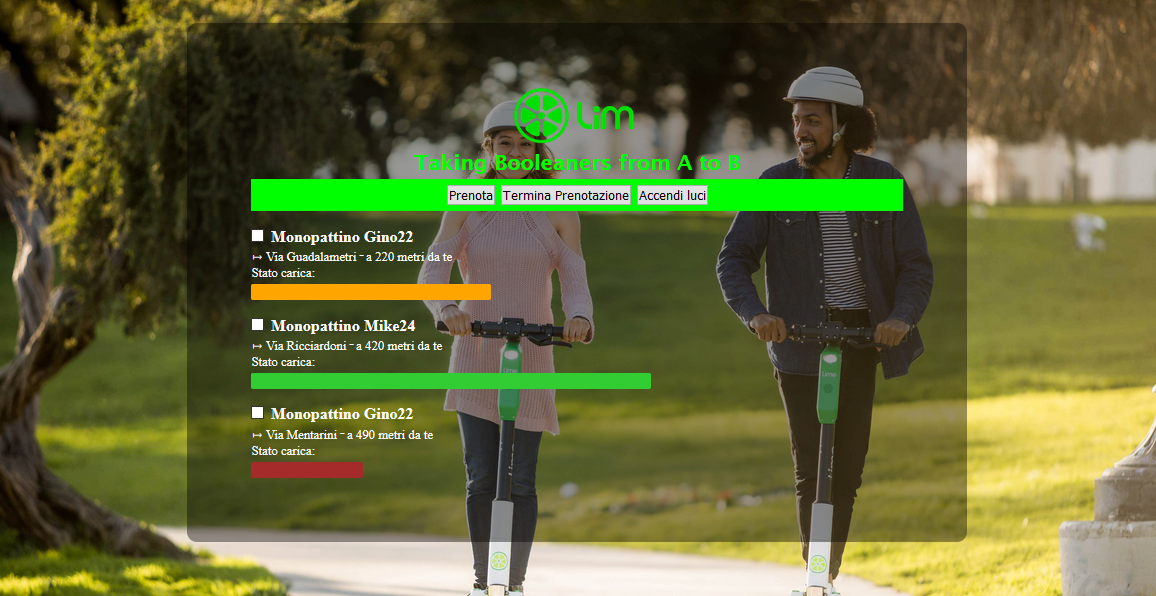 Lim
Taking Booleaners from A to B
Prenota Termina Prenotazione Accendi luci
Monopattino Gino22
↦ Via Guadalametri - a 220 metri da te
Stato carica:
Monopattino Mike24
↦ Via Ricciardoni - a 420 metri da te
Stato carica:
Lime
Lime
Monopattino Gino22
↦ Via Mentarini - a 490 metri da te
Stato carica: